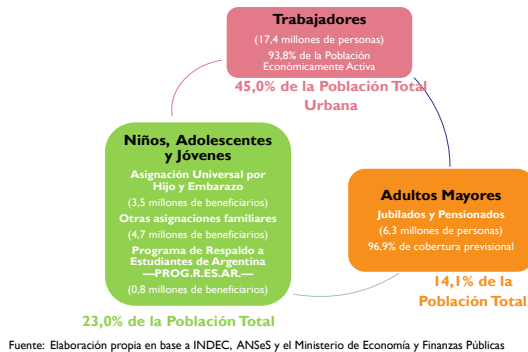 Trabajadores
(17,4 millones de personas)
93,8% de la Población
Económicamente Activa
45,0% de la Población Total
Urbana
Niños, Adolescentes
y Jóvenes
Asignación Universal por
Hijo y Embarazo
(3,5 millones de beneficiarios)
Otras asignaciones familiares
(4,7 millones de beneficiarios)
Programa de Respaldo a
Estudiantes de Argentina
—PROG.R.ES.AR.—
(0,8 millones de beneficiarios)
23,0% de la Población Total
Adultos Mayores
Jubilados y Pensionados
(6,3 millones de personas)
96,9% de cobertura previsional
14,1% de la
Población Total
Fuente: Elaboración propia en base a INDEC, ANSeS y el Ministerio de Economía y Finanzas Públicas